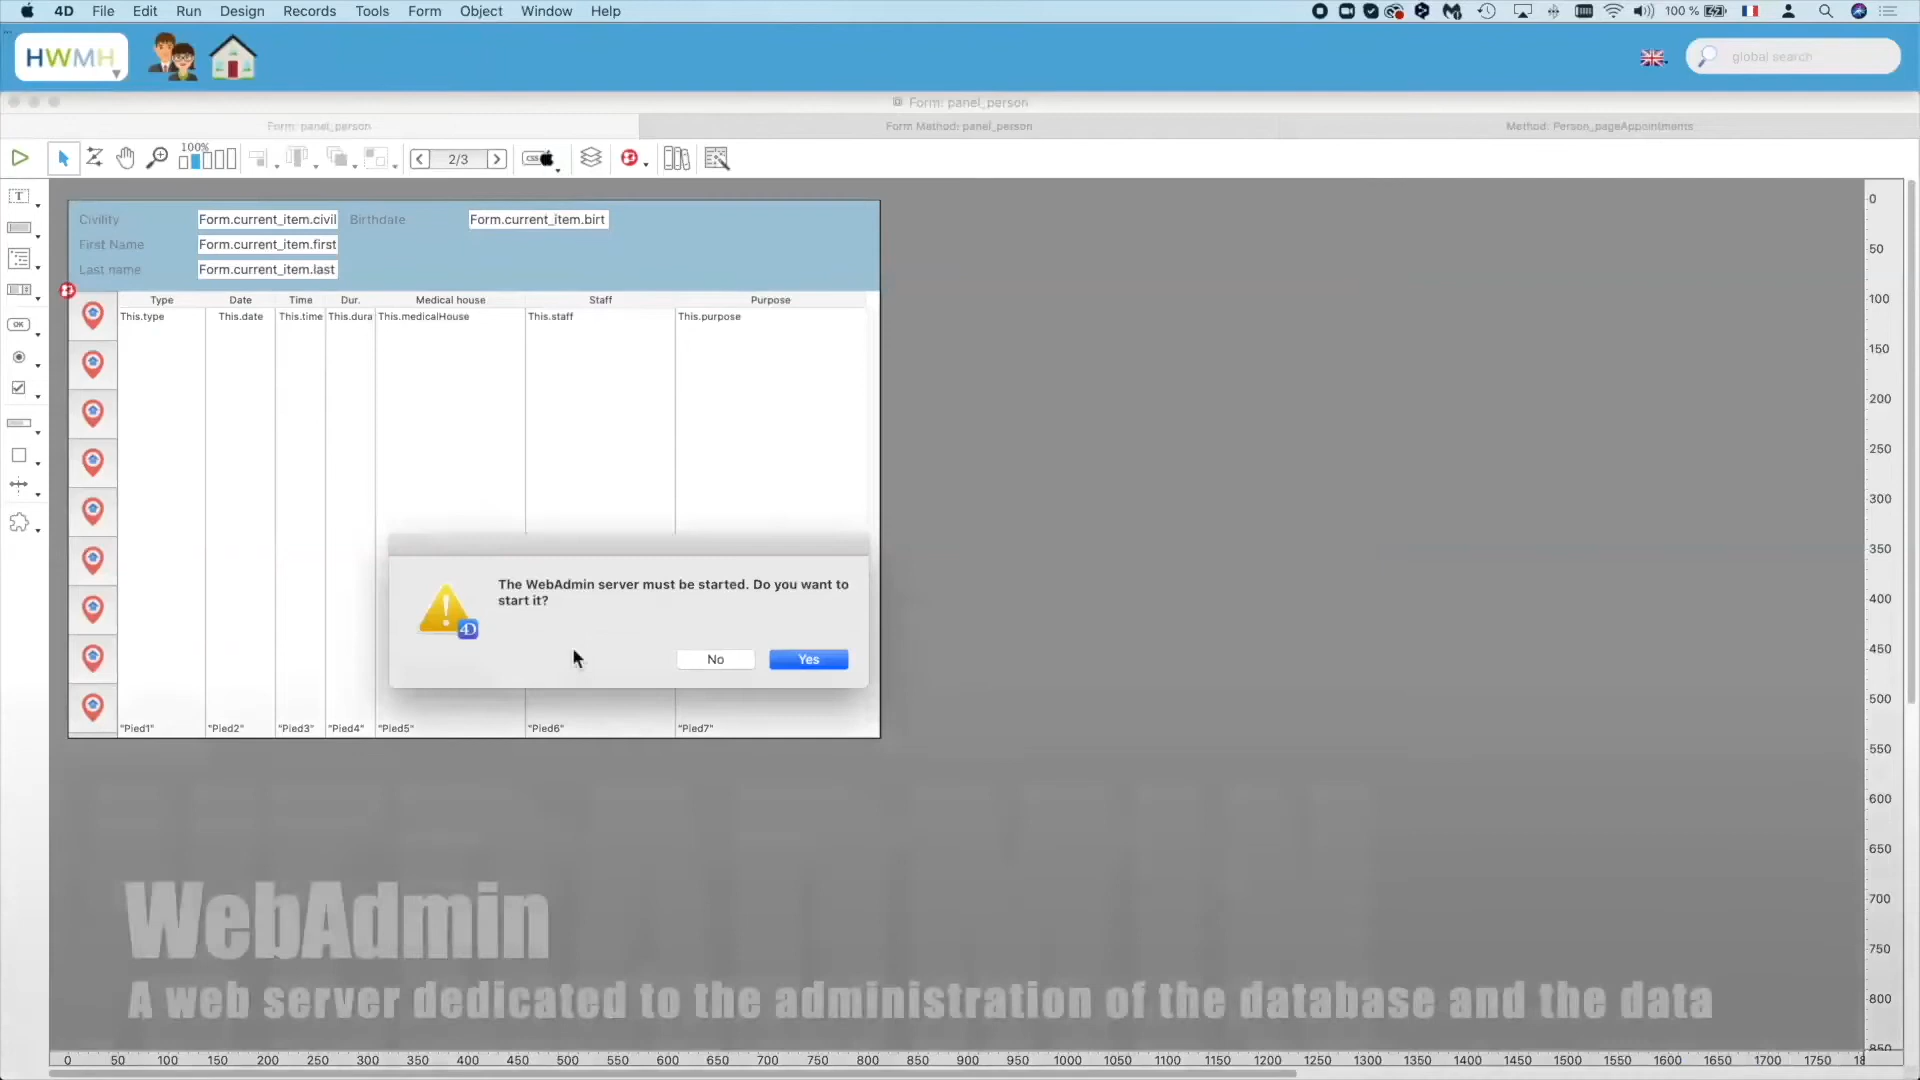 4D File Edit Run Design Records Tools Form Object Window Help 100 %
HWMH global search
Form: panel_person
Form: panel_person Form Method: panel_person Method: Person_pageAppointments
100% 2/3 CSS
T
OK
Civility Form.current_item.civil Birthdate Form.current_item.birt
First Name Form.current_item.first
Last name Form.current_item.last
Type Date Time Dur. Medical house Staff Purpose
This.type This.date This.time This.dura This.medicalHouse This.staff This.purpose
The WebAdmin server must be started. Do you want to
start it?
4D
No Yes
"Pied1" "Pied2" "Pied3" "Pied4" "Pied5" "Pied6" "Pied7"
WebAdmin
A web server dedicated to the administration of the database and the data
0
50
100
150
200
250
300
350
400
450
500
550
600
650
700
750
800
850
0 50 100 150 200 250 300 350 400 450 500 550 600 650 700 750 800 850 900 950 1000 1050 1100 1150 1200 1250 1300 1350 1400 1450 1500 1550 1600 1650 1700 1750 18